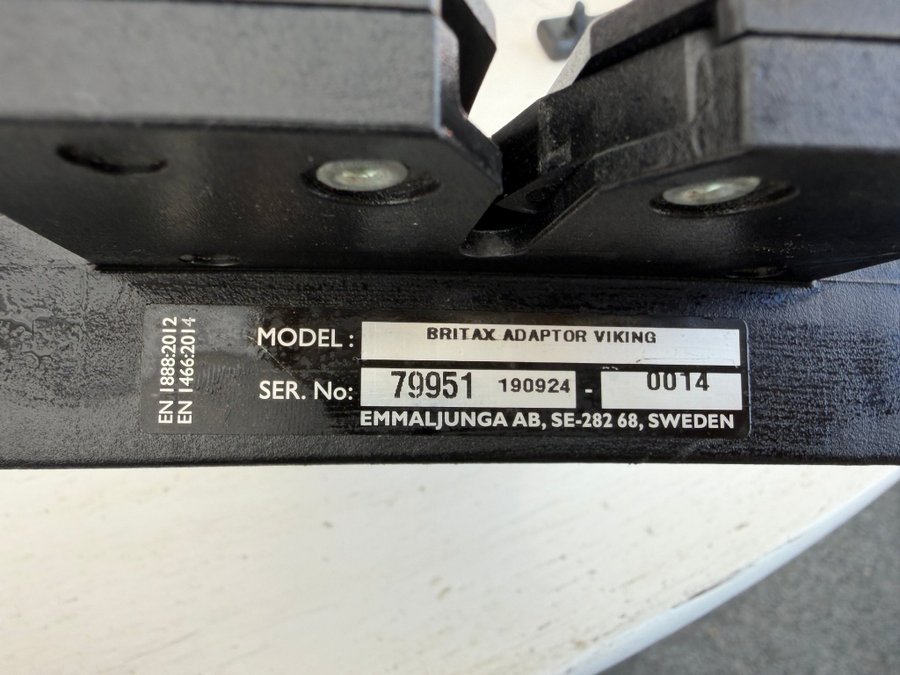 EN 1888:2012
EN 1466:2014
MODEL: BRITAX ADAPTOR VIKING
SER. No: 79951 190924 - 0014
EMMALJUNGA AB, SE-282 68, SWEDEN